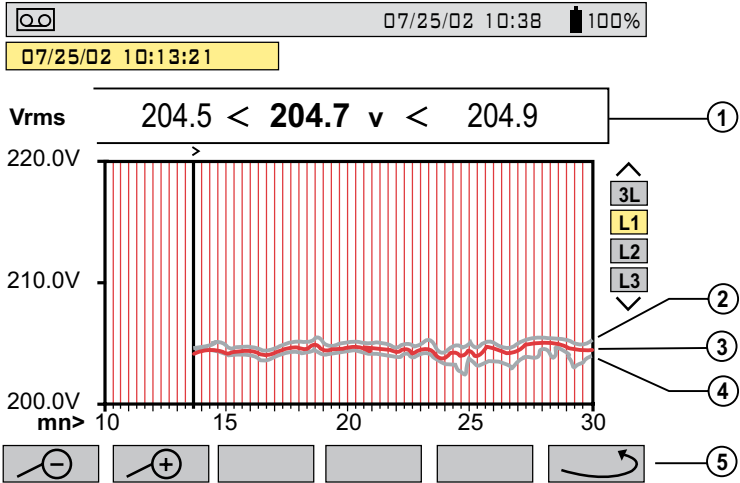 07/25/02 10:38 100%
07/25/02 10:13:21
Vrms 204.5 < 204.7 v < 204.9 1
>
220.0V
3L
L1
L2
210.0V L3
2
3
4
200.0V
mn> 10 15 20 25 30
5